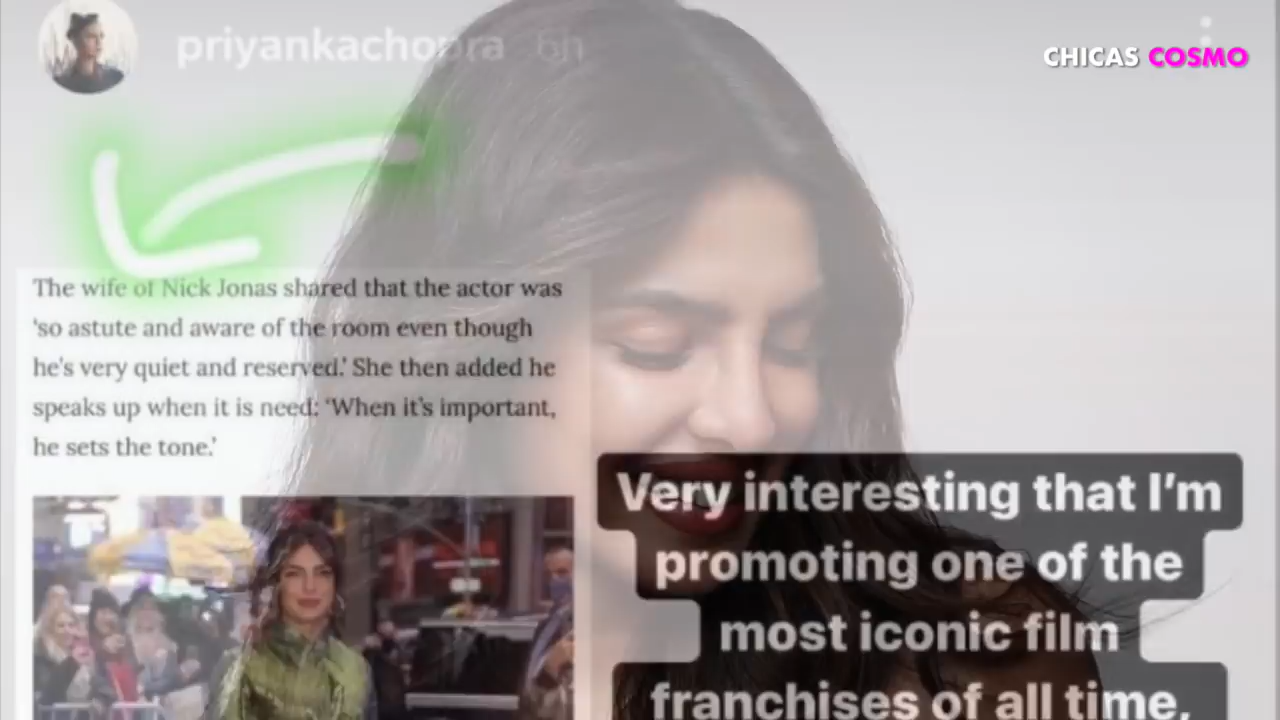 priyankachopra 6h
CHICAS COSMO
The wife of Nick Jonas shared that the actor was
'so astute and aware of the room even though
he's very quiet and reserved.' She then added he
speaks up when it is need: 'When it's important,
he sets the tone.'
Very interesting that I'm
promoting one of the
most iconic film
franchises of all time,